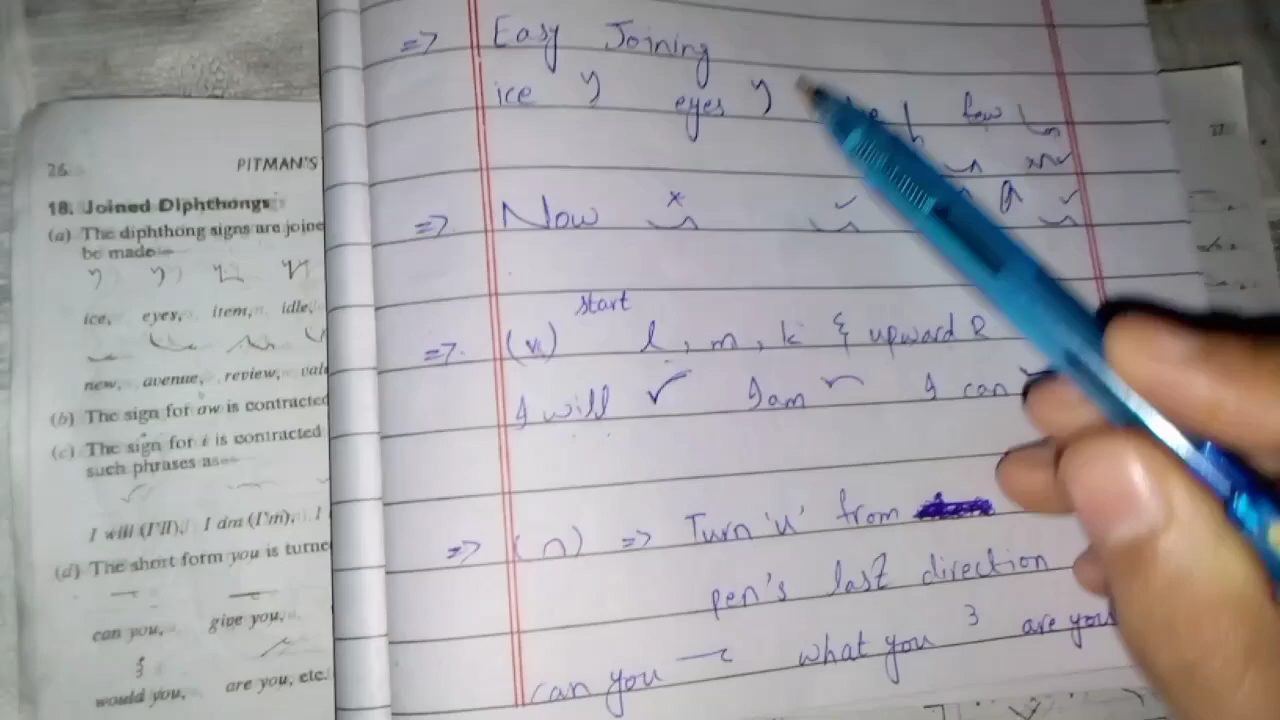 26
PITMAN'S
18. Joined Diphthongs
(a) The diphthong signs are joine
be made
ice, eyes, item, idle,
new, avenue, review, val
(b) The sign for aw is contracted
(c) The sign for i is contracted
such phrases as
I will (I'll), I am (I'm), I
(d) The short form you is turne
can you, give you,
would you, are you, etc.
=> Easy Joining
ice eyes few
=> Now
start
=> (v) l, m, k & upward R
I will I am I can
=> (n) => Turn 'u' from
pen's last direction
can you what you are you